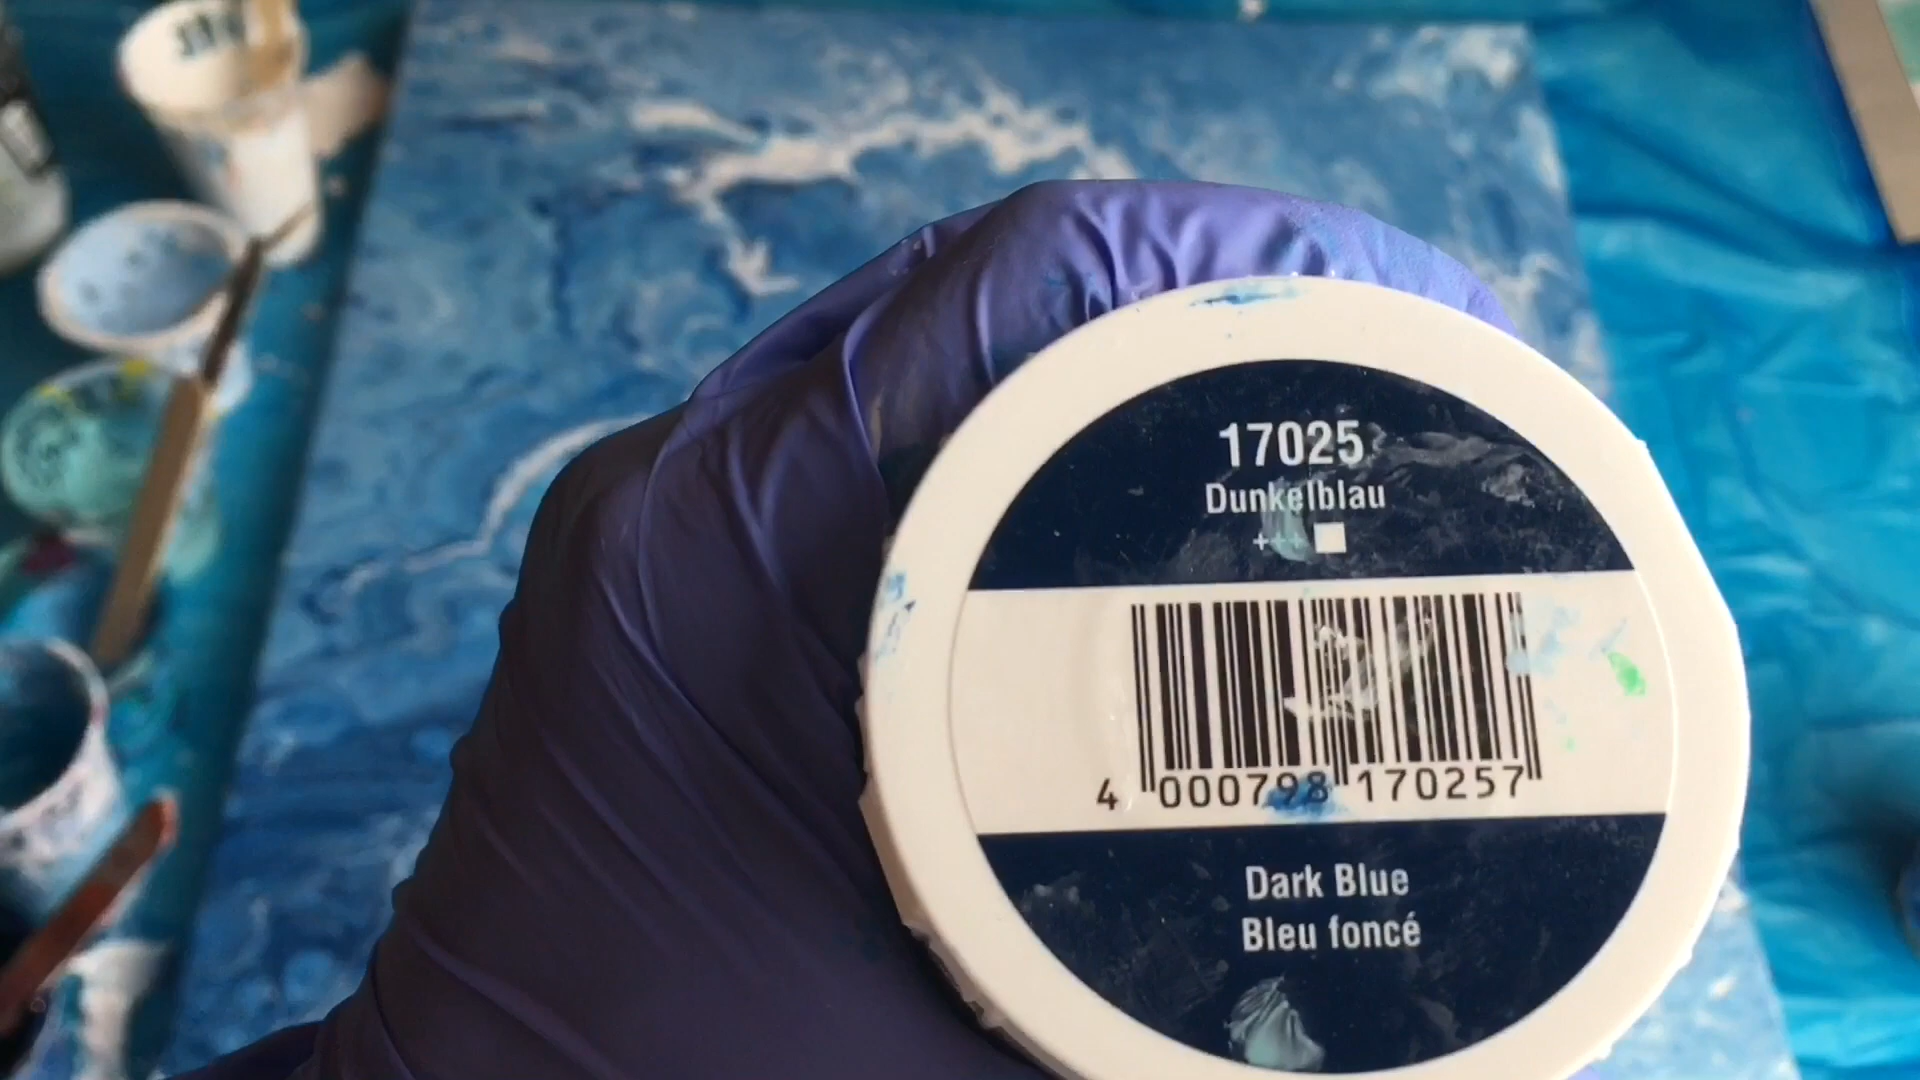 17025
Dunkelblau
+++
4 000798 170257
Dark Blue
Bleu foncé